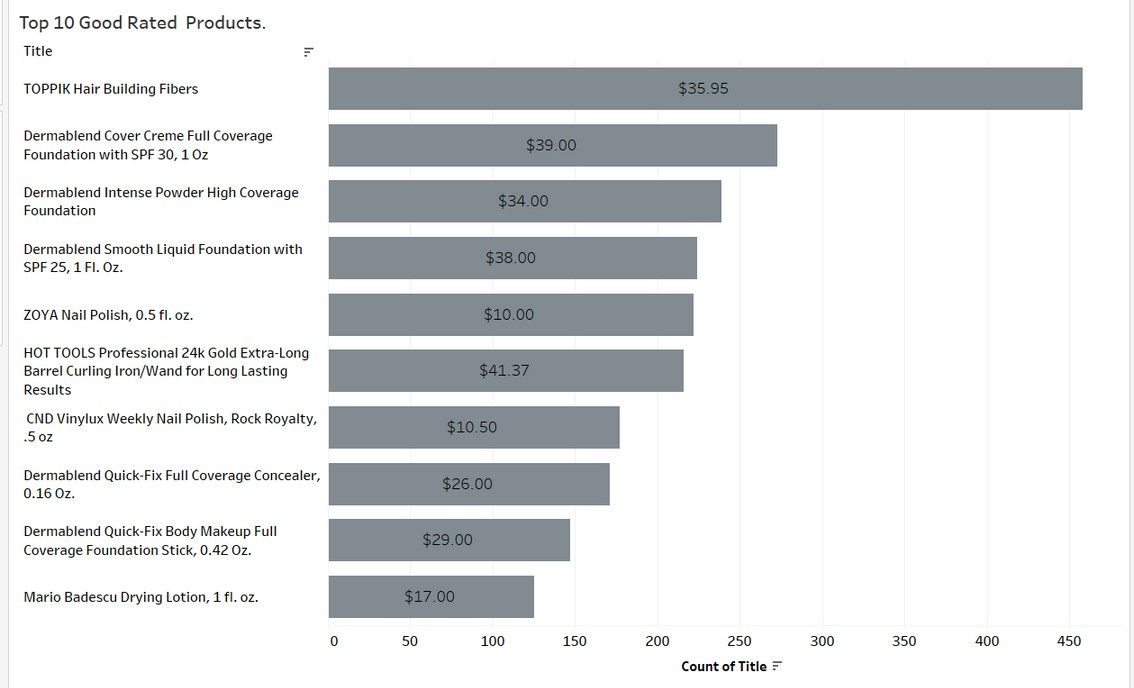 Top 10 Good Rated  Products.
Title
TOPPIK Hair Building Fibers
$35.95
Dermablend Cover Creme Full Coverage
Foundation with SPF 30, 1 Oz
$39.00
Dermablend Intense Powder High Coverage
Foundation
$34.00
Dermablend Smooth Liquid Foundation with
SPF 25, 1 Fl. Oz.
$38.00
ZOYA Nail Polish, 0.5 fl. oz.
$10.00
HOT TOOLS Professional 24k Gold Extra-Long
Barrel Curling Iron/Wand for Long Lasting
Results
$41.37
CND Vinylux Weekly Nail Polish, Rock Royalty,
.5 oz
$10.50
Dermablend Quick-Fix Full Coverage Concealer,
0.16 Oz.
$26.00
Dermablend Quick-Fix Body Makeup Full
Coverage Foundation Stick, 0.42 Oz.
$29.00
Mario Badescu Drying Lotion, 1 fl. oz.
$17.00
0 50 100 150 200 250 300 350 400 450
Count of Title